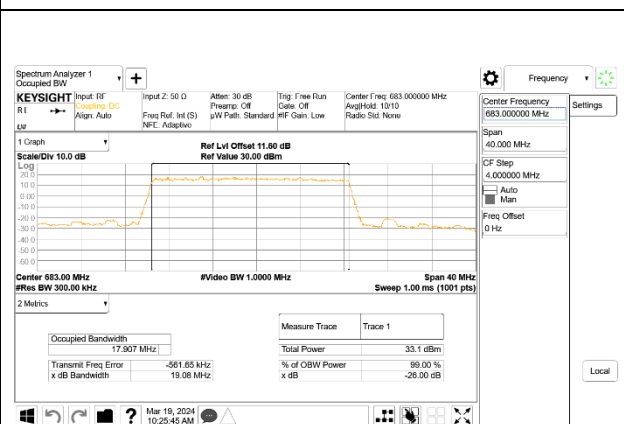 Spectrum Analyzer 1
Occupied BW
Frequency
KEYSIGHT
Input: RF
Coupling: DC
Align: Auto
Input Z: 50 Ω
Freq Ref: Int (S)
NFE: Adaptive
Atten: 30 dB
Preamp: Off
µW Path: Standard
Trig: Free Run
Gate: Off
#IF Gain: Low
Center Freq: 683.000000 MHz
Avg|Hold: 10/10
Radio Std: None
Center Frequency
683.000000 MHz
Settings
Span
40.000 MHz
CF Step
4.000000 MHz
Auto
Man
Freq Offset
0 Hz
1 Graph
Scale/Div 10.0 dB
Ref Lvl Offset 11.60 dB
Ref Value 30.00 dBm
Log
20.0
10.0
0.00
-10.0
-20.0
-30.0
-40.0
-50.0
-60.0
Center 683.00 MHz
#Res BW 300.00 kHz
#Video BW 1.0000 MHz
Span 40 MHz
Sweep 1.00 ms (1001 pts)
2 Metrics
Measure Trace
Trace 1
Occupied Bandwidth
17.907 MHz
Total Power
33.1 dBm
Transmit Freq Error
-561.65 kHz
% of OBW Power
99.00 %
x dB Bandwidth
19.08 MHz
x dB
-26.00 dB
Local
Mar 19, 2024
10:25:45 AM